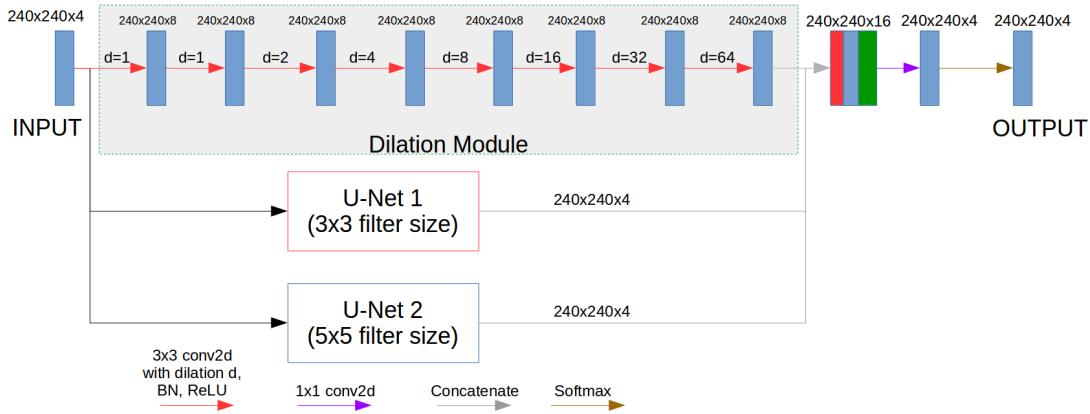 240x240x4
240x240x8
240x240x8
240x240x8
240x240x8
240x240x8
240x240x8
240x240x8
240x240x8
240x240x16
240x240x4
240x240x4
d=1
d=1
d=2
d=4
d=8
d=16
d=32
d=64
INPUT
OUTPUT
Dilation Module
U-Net 1
(3x3 filter size)
240x240x4
U-Net 2
(5x5 filter size)
240x240x4
3x3 conv2d
with dilation d,
BN, ReLU
1x1 conv2d
Concatenate
Softmax